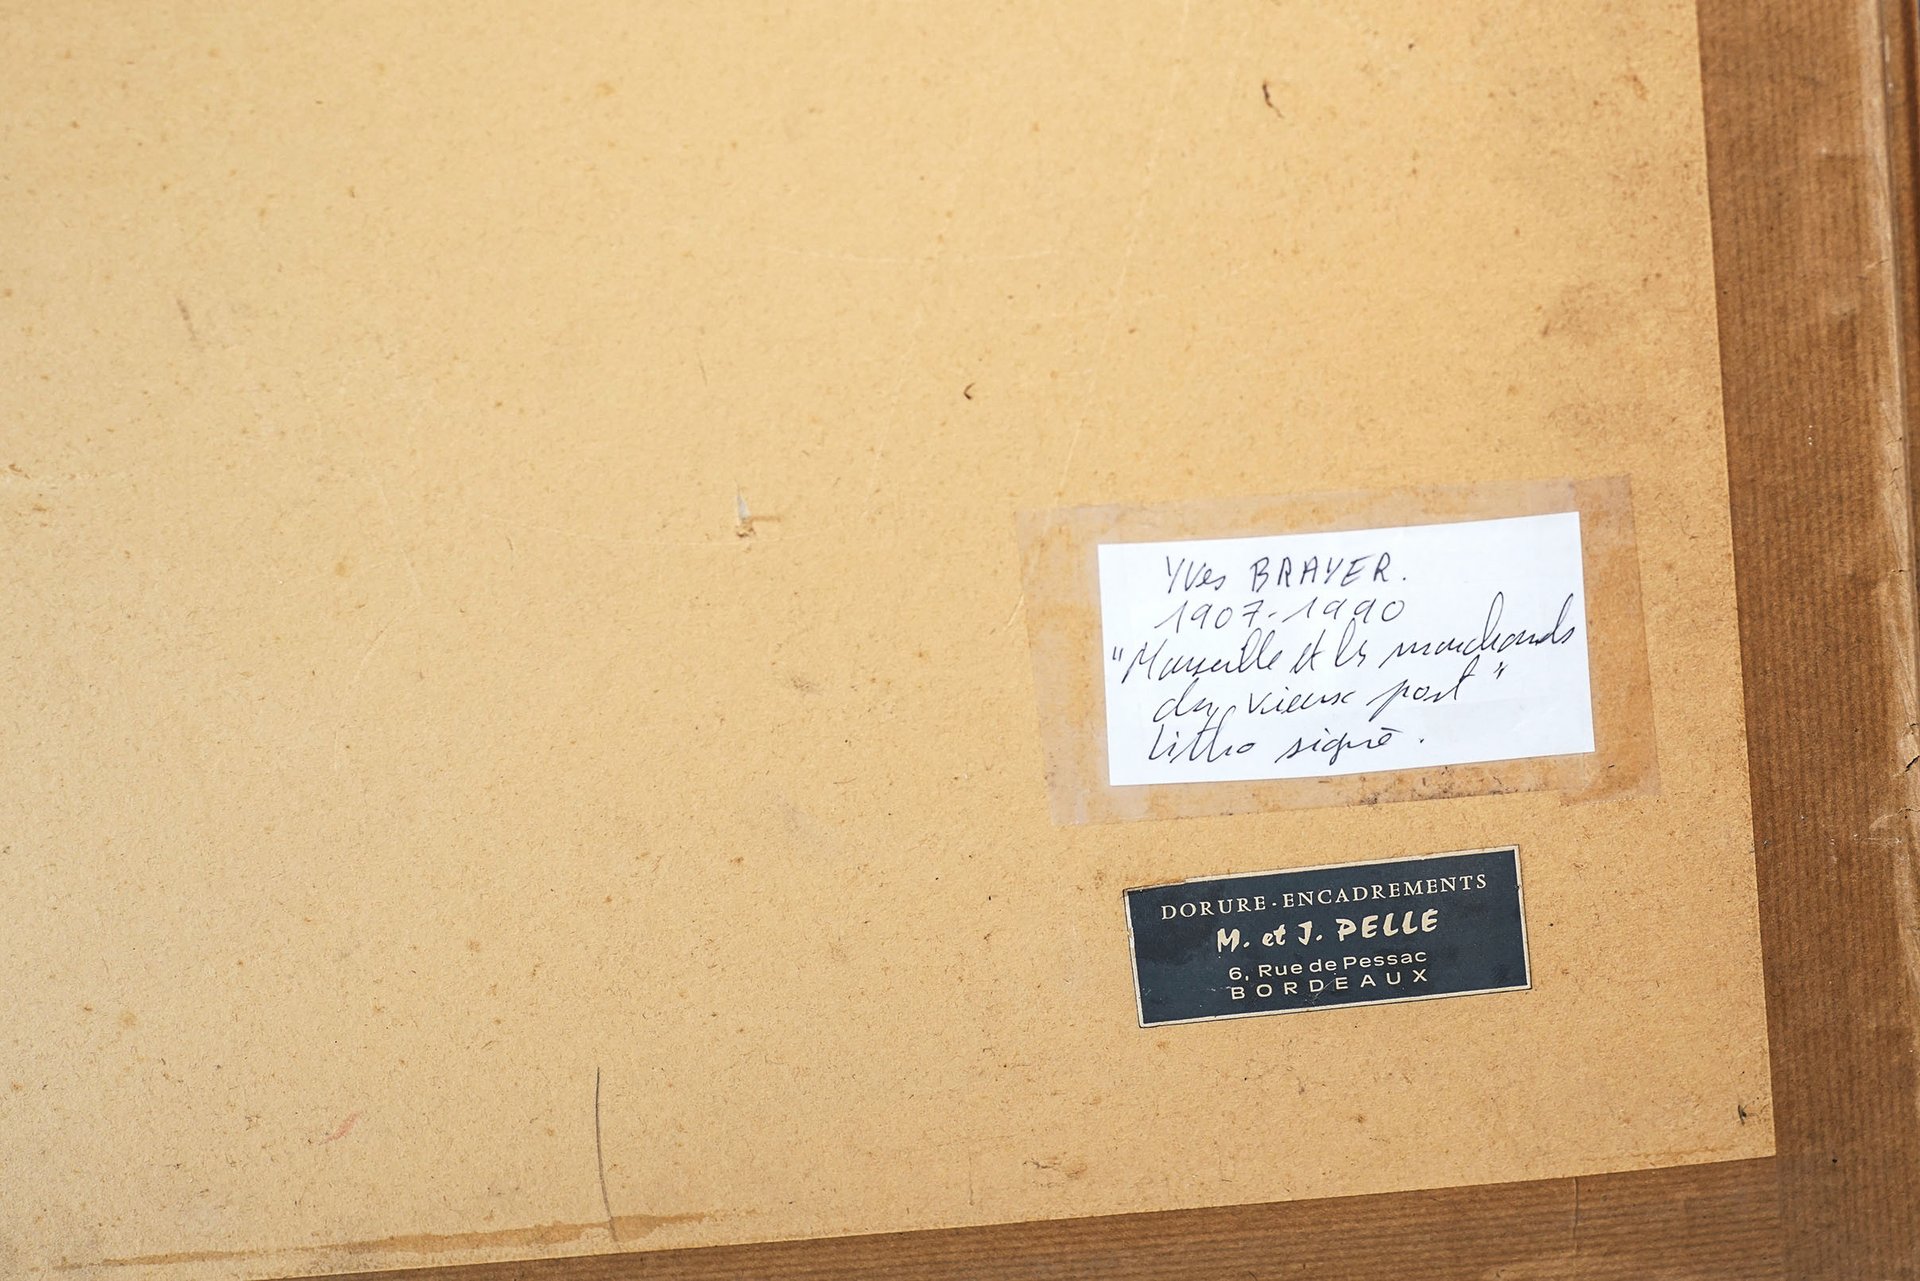 Yves BRAYER.
1907-1990
"Marseille et les marchands
du vieux port"
litho signé.
DORURE-ENCADREMENTS
M. et J. PELLE
6, Rue de Pessac
BORDEAUX